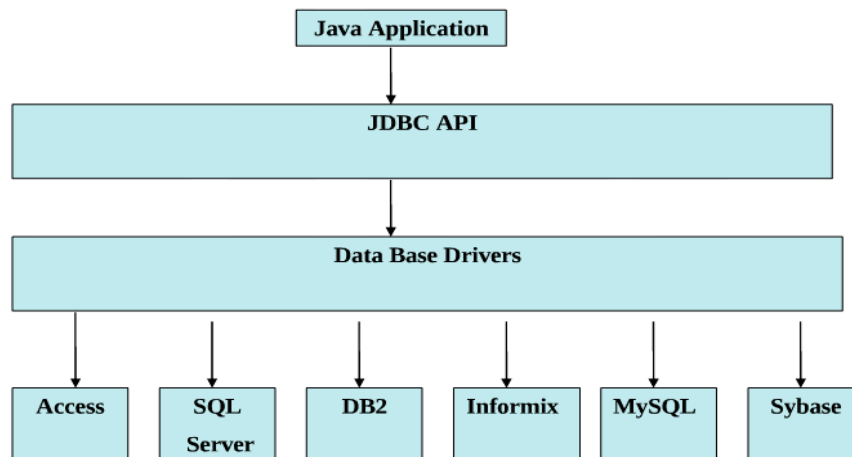 Java Application
JDBC API
Data Base Drivers
Access
SQL
Server
DB2
Informix
MySQL
Sybase